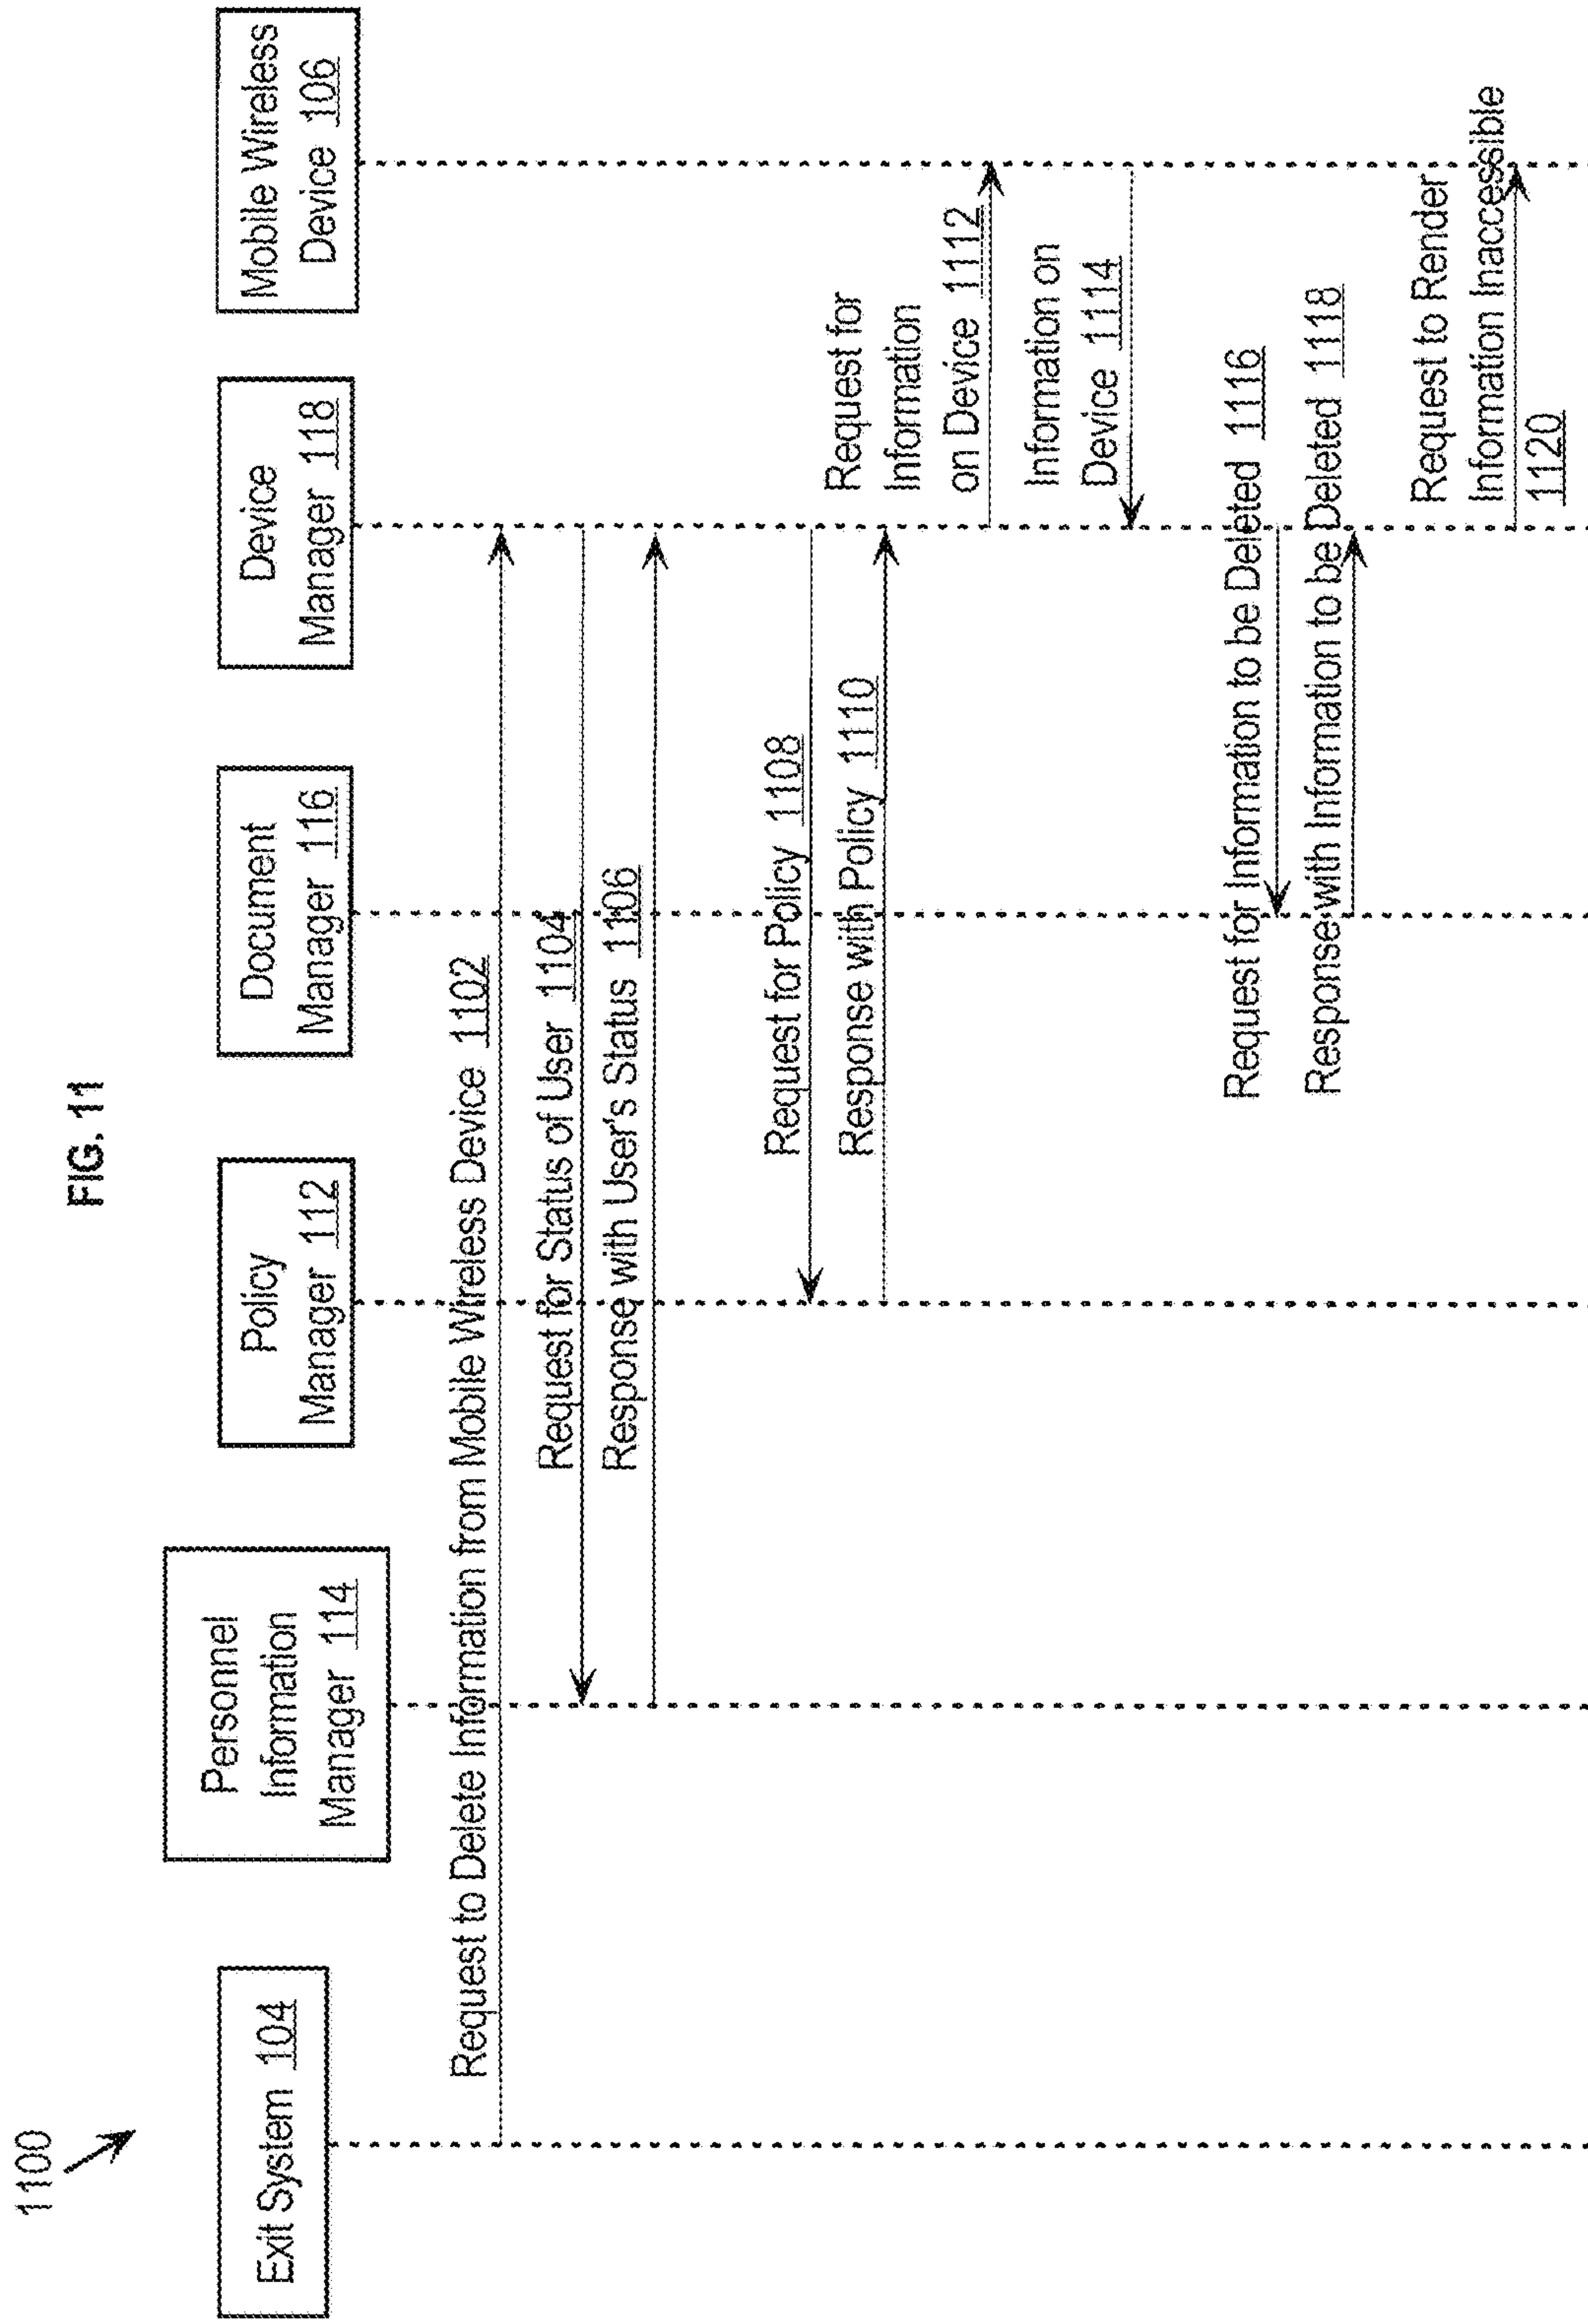 FIG. 11
1100
Exit System 104
Personnel
Information
Manager 114
Policy
Manager 112
Document
Manager 116
Device
Manager 118
Mobile Wireless
Device 106
Request to Delete Information from Mobile Wireless Device 1102
Request for Status of User 1104
Response with User's Status 1106
Request for Policy 1108
Response with Policy 1110
Request for
Information
on Device 1112
Information on
Device 1114
Request for Information to be Deleted 1116
Response with Information to be Deleted 1118
Request to Render
Information Inaccessible
1120